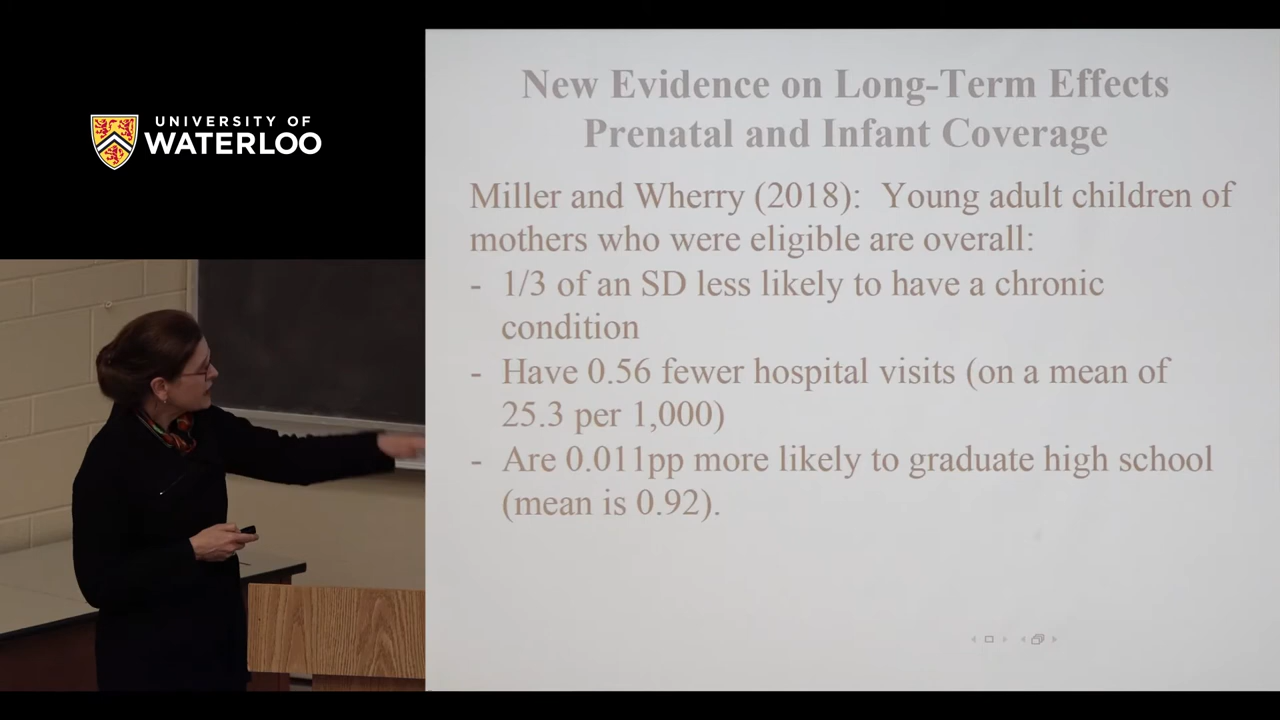 UNIVERSITY OF
WATERLOO
New Evidence on Long-Term Effects
Prenatal and Infant Coverage
Miller and Wherry (2018): Young adult children of
mothers who were eligible are overall:
- 1/3 of an SD less likely to have a chronic
condition
- Have 0.56 fewer hospital visits (on a mean of
25.3 per 1,000)
- Are 0.011pp more likely to graduate high school
(mean is 0.92).